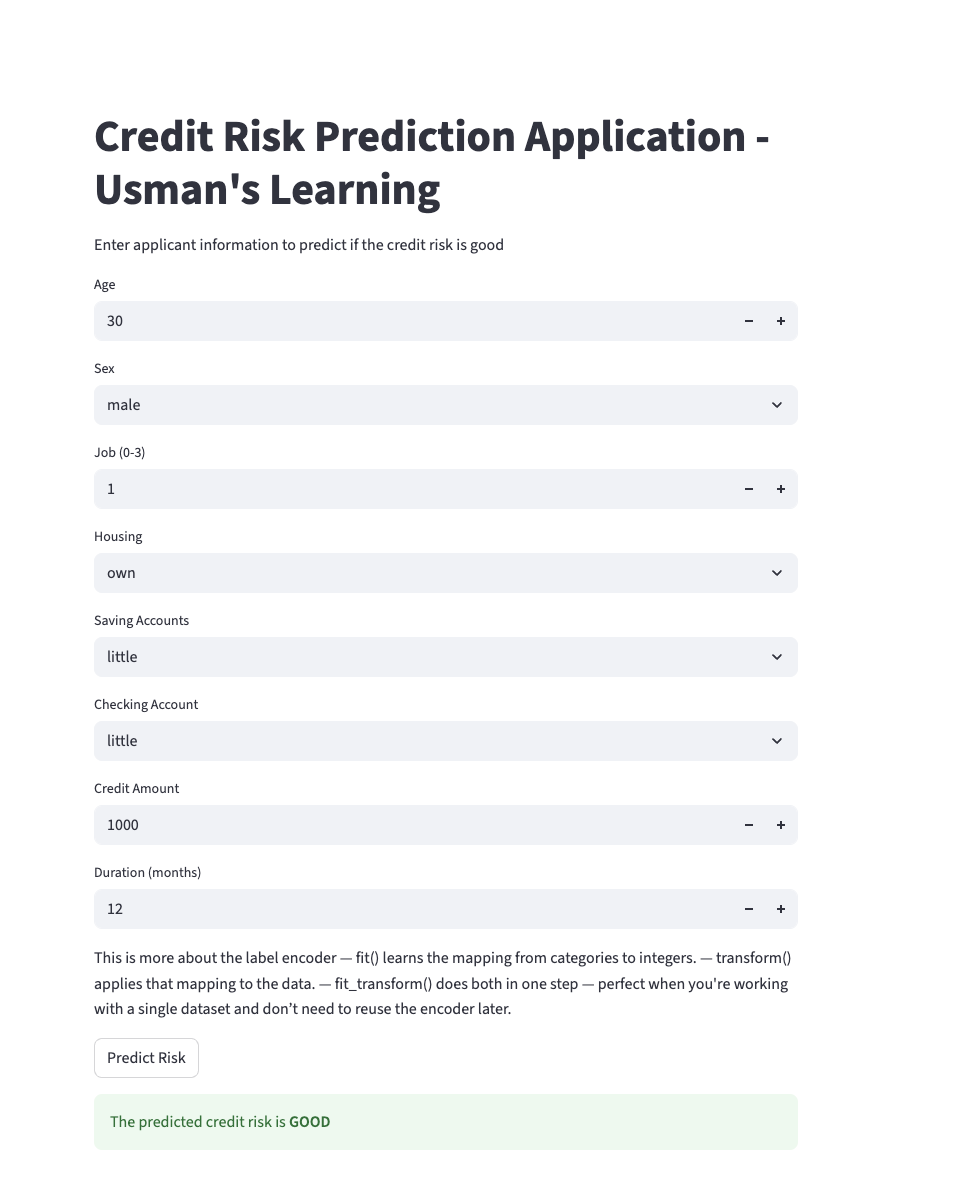 Credit Risk Prediction Application -
Usman's Learning
Enter applicant information to predict if the credit risk is good
Age
30
Sex
male
Job (0-3)
1
Housing
own
Saving Accounts
little
Checking Account
little
Credit Amount
1000
Duration (months)
12
This is more about the label encoder — fit() learns the mapping from categories to integers. — transform()
applies that mapping to the data. — fit_transform() does both in one step — perfect when you're working
with a single dataset and don’t need to reuse the encoder later.
Predict Risk
The predicted credit risk is GOOD